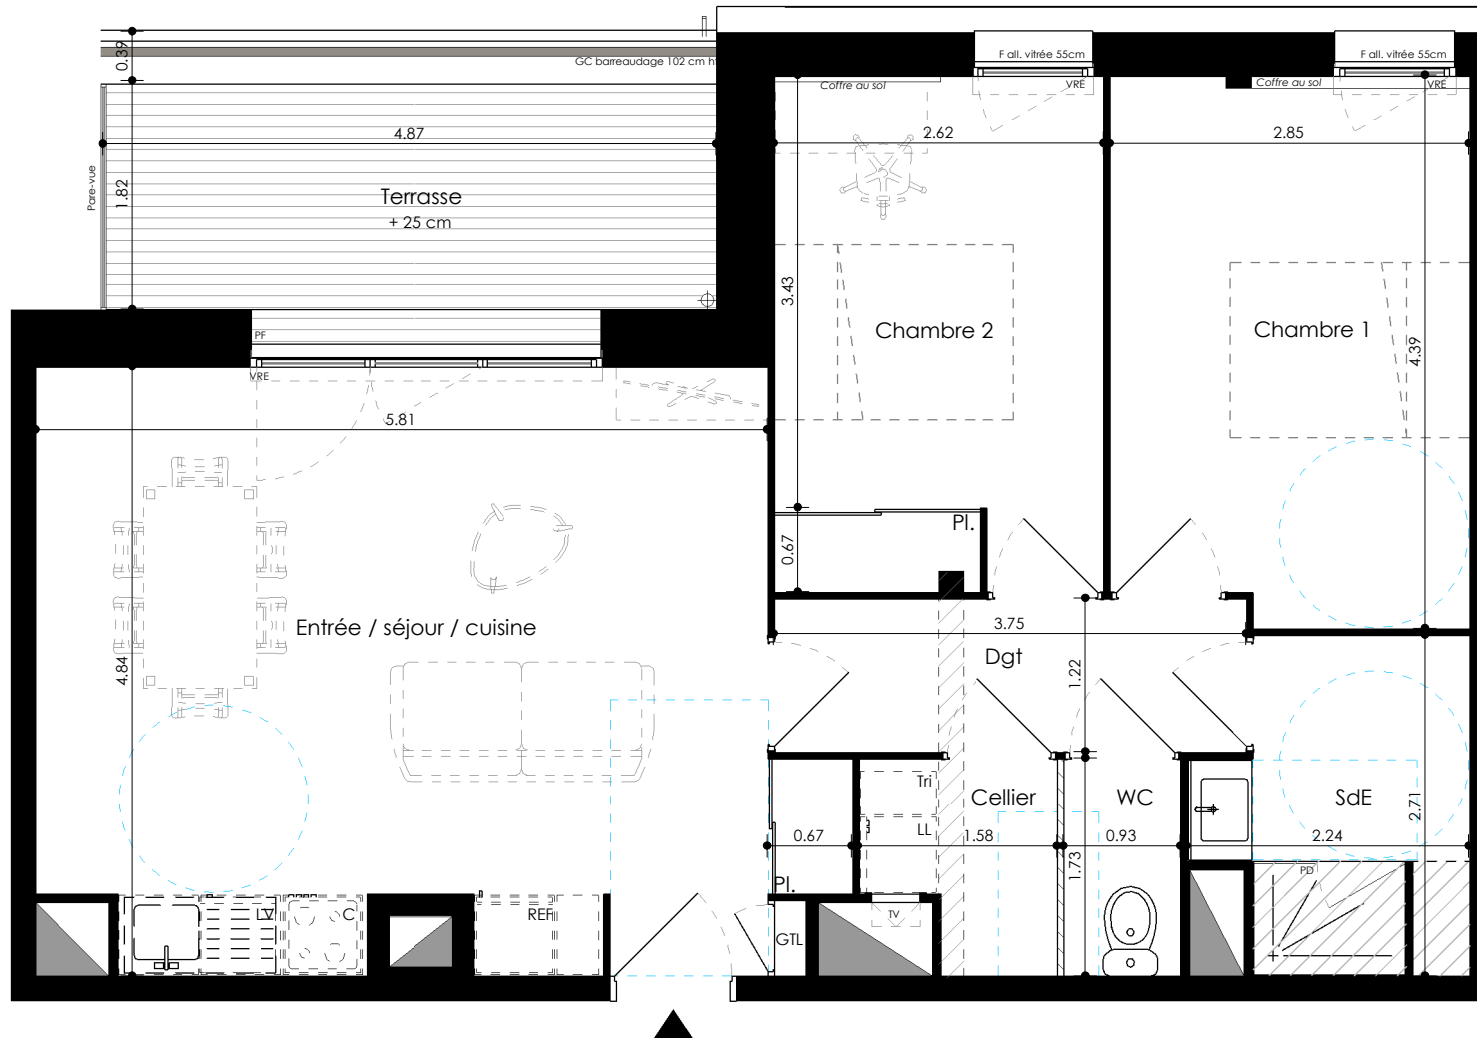 0.39
GC barreaudage 102 cm h
4.87
1.82
Pare-vue
Terrasse
+ 25 cm
PF
VRE
5.81
4.84
Entrée / séjour / cuisine
LV
C
REF
F all. vitrée 55cm
VRE
Coffre au sol
2.62
3.43
Chambre 2
Pl.
0.67
F all. vitrée 55cm
VRE
Coffre au sol
2.85
Chambre 1
4.39
3.75
Dgt
1.22
Tri
LL
Cellier
WC
SdE
0.67
1.58
1.73
0.93
2.24
2.71
Pl.
GTL
TV
PD